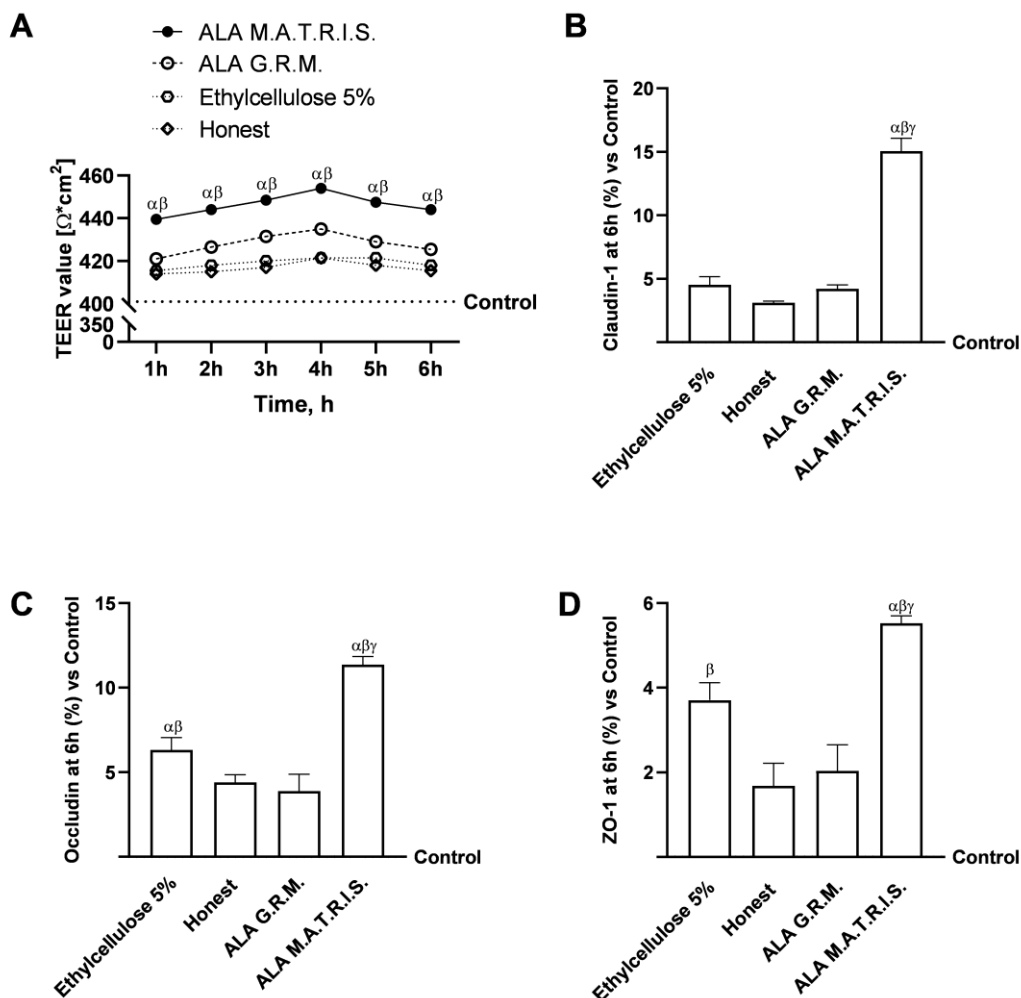 A
ALA M.A.T.R.I.S.
ALA G.R.M.
Ethylcellulose 5%
Honest
TEER value [Ω*cm²]
460
440
420
400
350
0
αβ αβ αβ αβ αβ αβ
Control
1h 2h 3h 4h 5h 6h
Time, h
B
Claudin-1 at 6h (%) vs Control
20
15
10
5
αβγ
Control
Ethylcellulose 5%
Honest
ALA G.R.M.
ALA M.A.T.R.I.S.
C
Occludin at 6h (%) vs Control
15
10
5
αβ
αβγ
Control
Ethylcellulose 5%
Honest
ALA G.R.M.
ALA M.A.T.R.I.S.
D
ZO-1 at 6h (%) vs Control
6
4
2
β
αβγ
Control
Ethylcellulose 5%
Honest
ALA G.R.M.
ALA M.A.T.R.I.S.